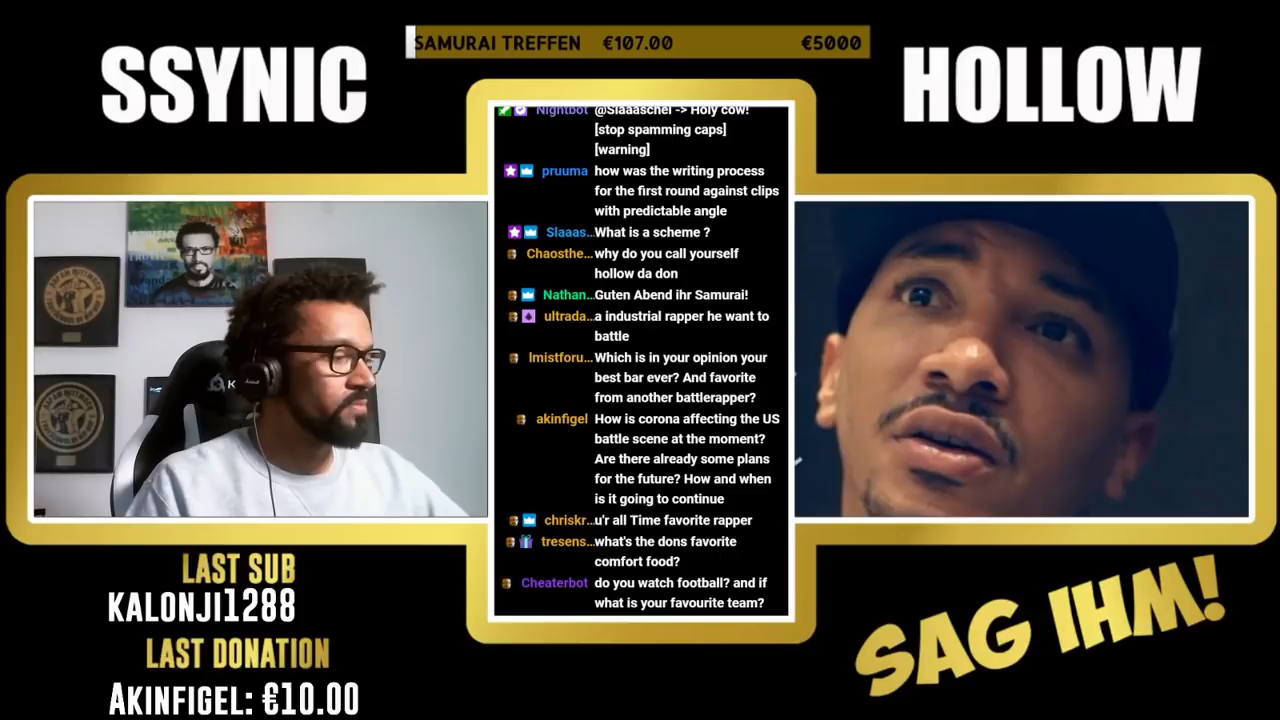 SSYNIC
SAMURAI TREFFEN €107.00 €5000
HOLLOW
Nightbot @Slaaaschef -> Holy cow!
[stop spamming caps]
[warning]
pruuma how was the writing process
for the first round against clips
with predictable angle
Slaaas... What is a scheme ?
Chaosthe... why do you call yourself
hollow da don
Nathan... Guten Abend ihr Samurai!
ultrada... a industrial rapper he want to
battle
lmistforu... Which is in your opinion your
best bar ever? And favorite
from another battlerapper?
akinfigel How is corona affecting the US
battle scene at the moment?
Are there already some plans
for the future? How and when
is it going to continue
chriskr... u'r all Time favorite rapper
tresens... what's the dons favorite
comfort food?
Cheaterbot do you watch football? and if
what is your favourite team?
LAST SUB
KALONJI1288
LAST DONATION
AKINFIGEL: €10.00
SAG IHM!